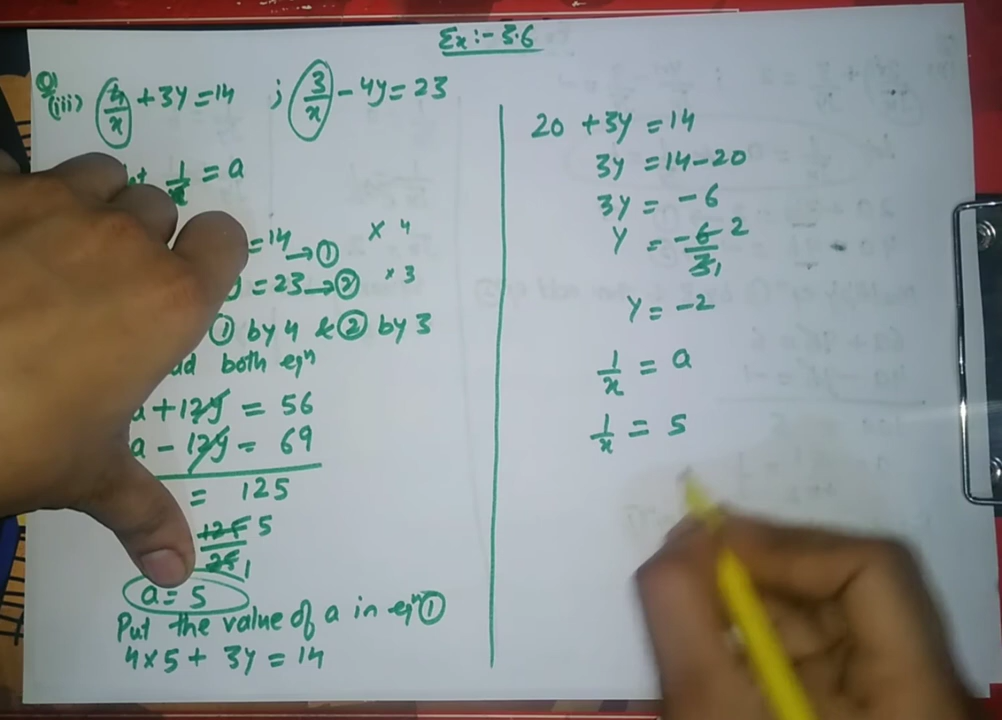 Ex:- 3.6
Q (iii) 4/x + 3y = 14 ; 3/x - 4y = 23
1/x = a
= 14 → ① × 4
= 23 → ② × 3
① by 4 & ② by 3
both eqn
a + 12y = 56
a - 12y = 69
= 125
125/25 5 1
a = 5
Put the value of a in eqn ①
4 × 5 + 3y = 14
20 + 3y = 14
3y = 14 - 20
3y = -6
y = -6/3 2 1
y = -2
1/x = a
1/x = 5